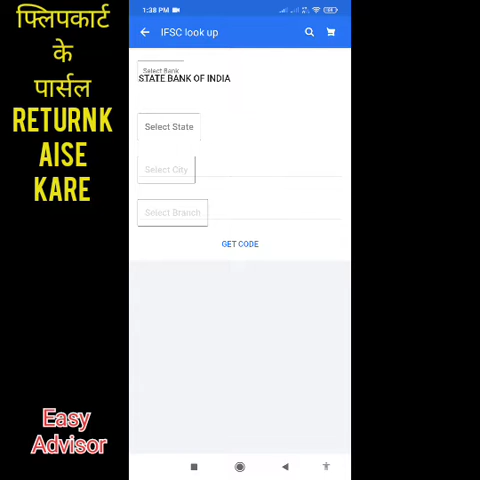 फ्लिपकार्ट
के
पार्सल
RETURNK
AISE
KARE
1:38 PM
IFSC look up
Select Bank
STATE BANK OF INDIA
Select State
Select City
Select Branch
GET CODE
Easy
Advisor